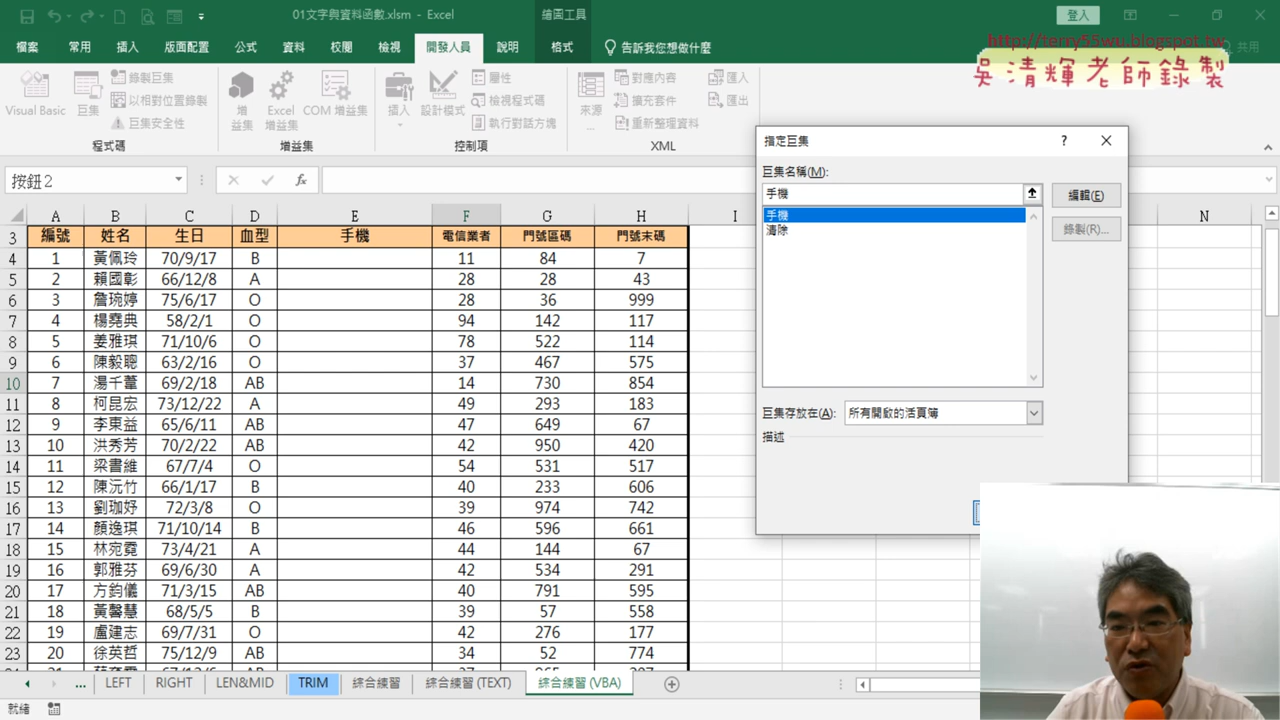 01文字與資料函數.xlsm - Excel
繪圖工具
登入
檔案 常用 插入 版面配置 公式 資料 校閱 檢視 開發人員 說明 格式 告訴我您想做什麼 共用
http://terry55wu.blogspot.tw
吳清輝老師錄製
Visual Basic
巨集
錄製巨集
以相對位置錄製
巨集安全性
程式碼
增益集
Excel 增益集
COM 增益集
增益集
插入
設計模式
屬性
檢視程式碼
執行對話方塊
控制項
來源
對應內容
擴充套件
重新整理資料
匯入
匯出
XML
按鈕 2
fx
A B C D E F G H I N
3 編號 姓名 生日 血型 手機 電信業者 門號區碼 門號末碼
4 1 黃佩玲 70/9/17 B 11 84 7
5 2 賴國彰 66/12/8 A 28 28 43
6 3 詹琬婷 75/6/17 O 28 36 999
7 4 楊堯典 58/2/1 O 94 142 117
8 5 姜雅琪 71/10/6 O 78 522 114
9 6 陳毅聰 63/2/16 O 37 467 575
10 7 湯千葦 69/2/18 AB 14 730 854
11 8 柯昆宏 73/12/22 A 49 293 183
12 9 李東益 65/6/11 AB 47 649 67
13 10 洪秀芳 70/2/22 AB 42 950 420
14 11 梁書維 67/7/4 O 54 531 517
15 12 陳沅竹 66/1/17 B 40 233 606
16 13 劉珈妤 72/3/8 O 39 974 742
17 14 顏逸琪 71/10/14 B 46 596 661
18 15 林宛霓 73/4/21 A 44 144 67
19 16 郭雅芬 69/6/30 A 42 534 291
20 17 方鈞儀 71/3/15 AB 40 791 595
21 18 黃馨慧 68/5/5 B 39 57 558
22 19 盧建志 69/7/31 O 42 276 177
23 20 徐英哲 75/12/9 AB 34 52 774
指定巨集 ?
巨集名稱(M):
手機
編輯(E)
手機
清除
錄製(R)...
巨集存放在(A): 所有開啟的活頁簿
描述
... LEFT RIGHT LEN&MID TRIM 綜合練習 綜合練習 (TEXT) 綜合練習 (VBA)
就緒